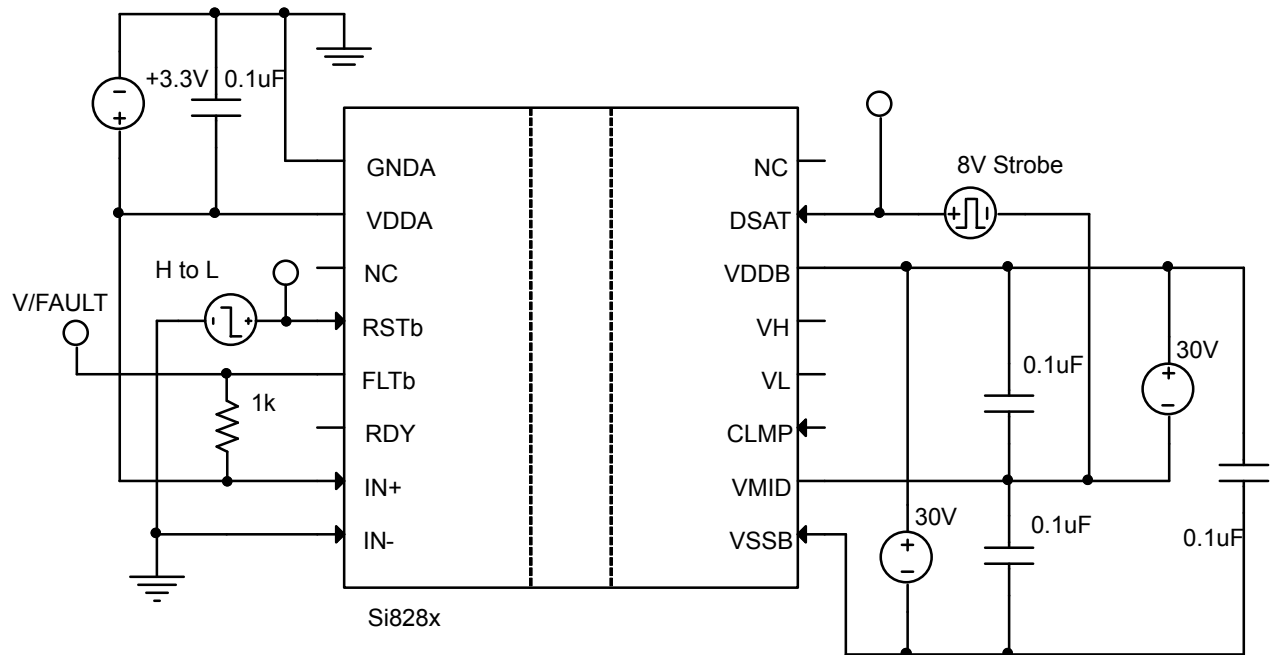 +3.3V
0.1uF
GNDA
VDDA
NC
H to L
V/FAULT
RSTb
FLTb
1k
RDY
IN+
IN-
Si828x
NC
8V Strobe
DSAT
VDDB
VH
30V
0.1uF
VL
CLMP
VMID
30V
0.1uF
0.1uF
VSSB